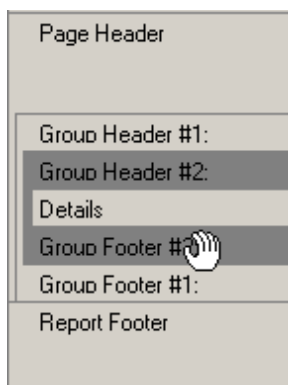 Page Header
Group Header #1:
Group Header #2:
Details
Group Footer #
Group Footer #1:
Report Footer